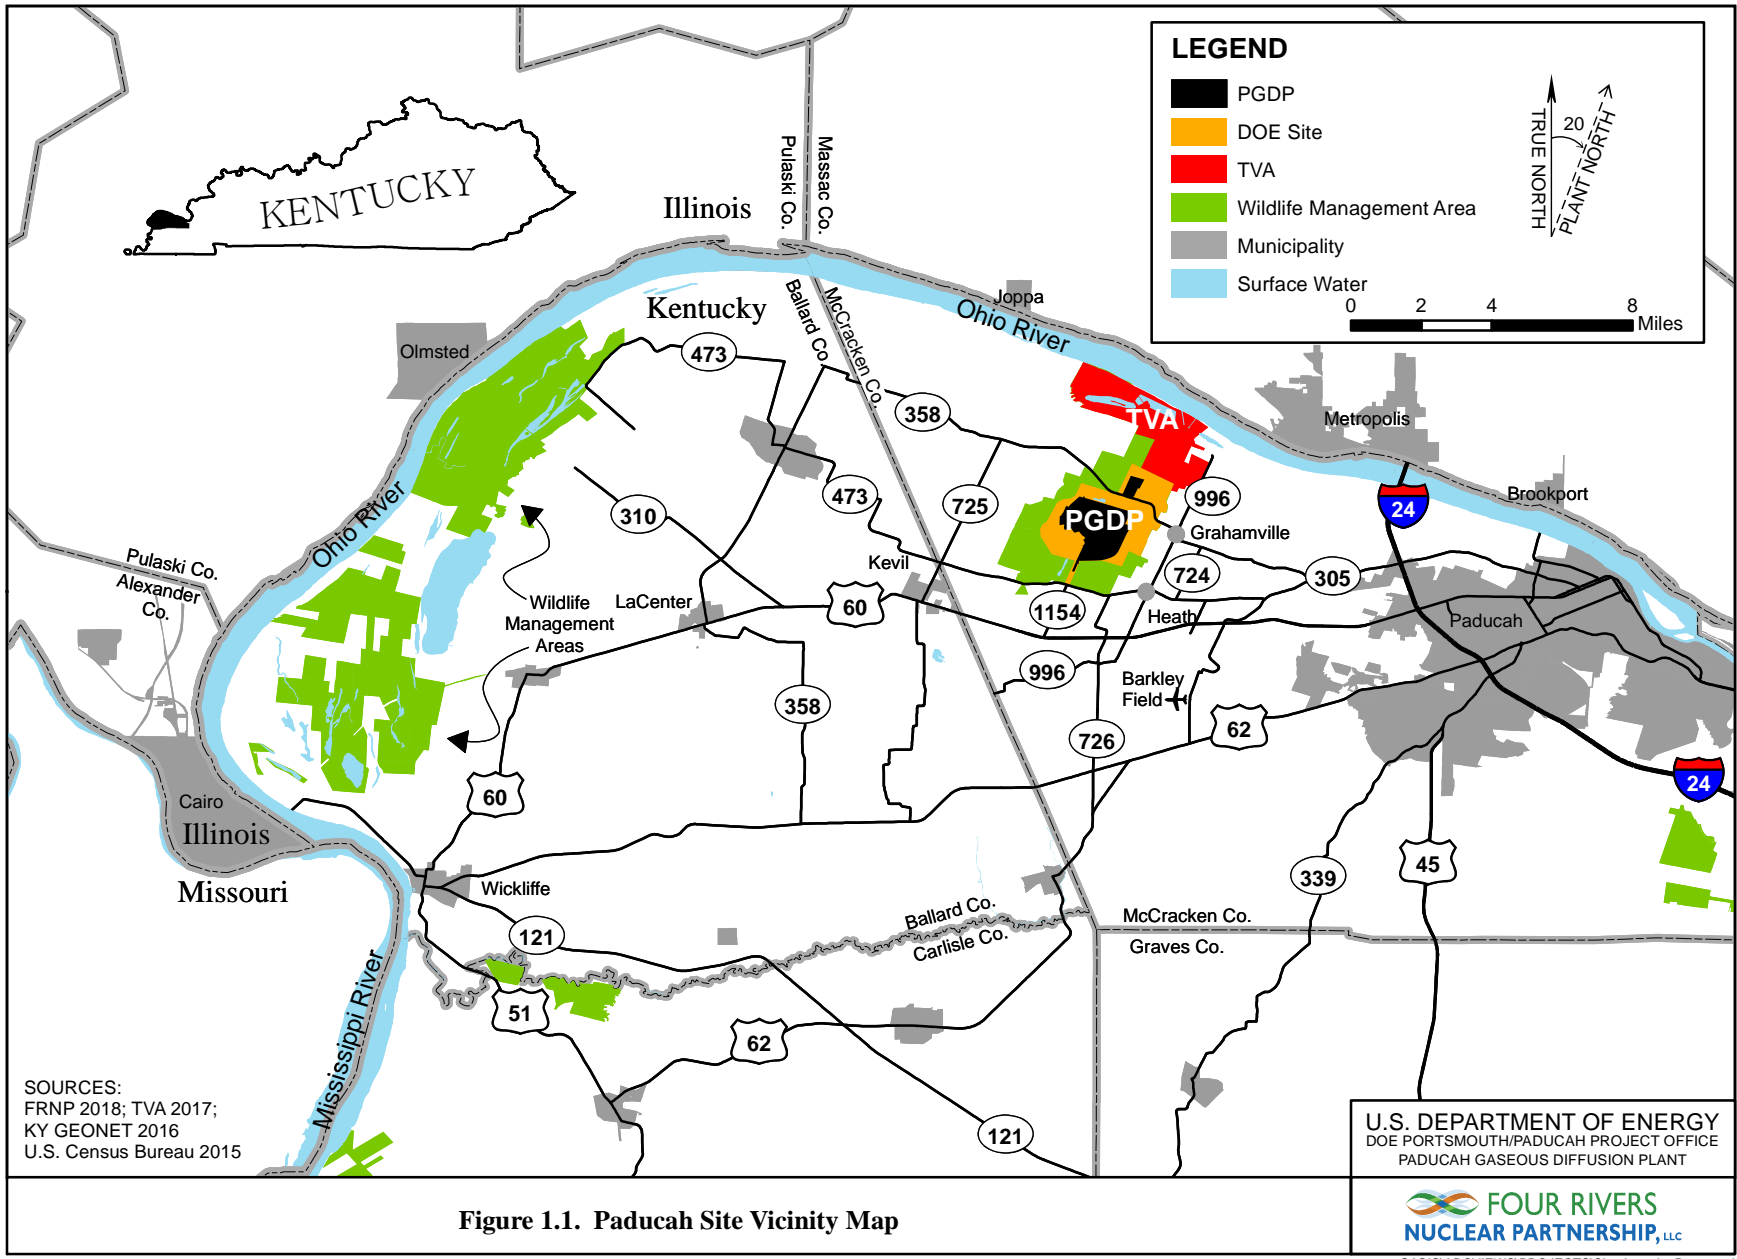 LEGEND
PGDP
DOE Site
TVA
Wildlife Management Area
Municipality
Surface Water
0 2 4 8 Miles
TRUE NORTH
20
PLANT NORTH
KENTUCKY
Illinois
Pulaski Co.
Massac Co.
Kentucky
Ballard Co.
McCracken Co.
Joppa
Ohio River
Olmsted
473
358
TVA
Metropolis
Brookport
24
473
725
996
310
PGDP
Grahamville
Ohio River
Pulaski Co.
Alexander
Co.
Kevil
724
305
LaCenter
60
1154
Heath
Paducah
Wildlife
Management
Areas
996
Barkley
Field
358
726
62
24
60
Cairo
Illinois
Missouri
Wickliffe
339
45
121
Ballard Co.
Carlisle Co.
McCracken Co.
Graves Co.
Mississippi River
51
62
121
SOURCES:
FRNP 2018; TVA 2017;
KY GEONET 2016
U.S. Census Bureau 2015
U.S. DEPARTMENT OF ENERGY
DOE PORTSMOUTH/PADUCAH PROJECT OFFICE
PADUCAH GASEOUS DIFFUSION PLANT
Figure 1.1. Paducah Site Vicinity Map
FOUR RIVERS
NUCLEAR PARTNERSHIP, LLC